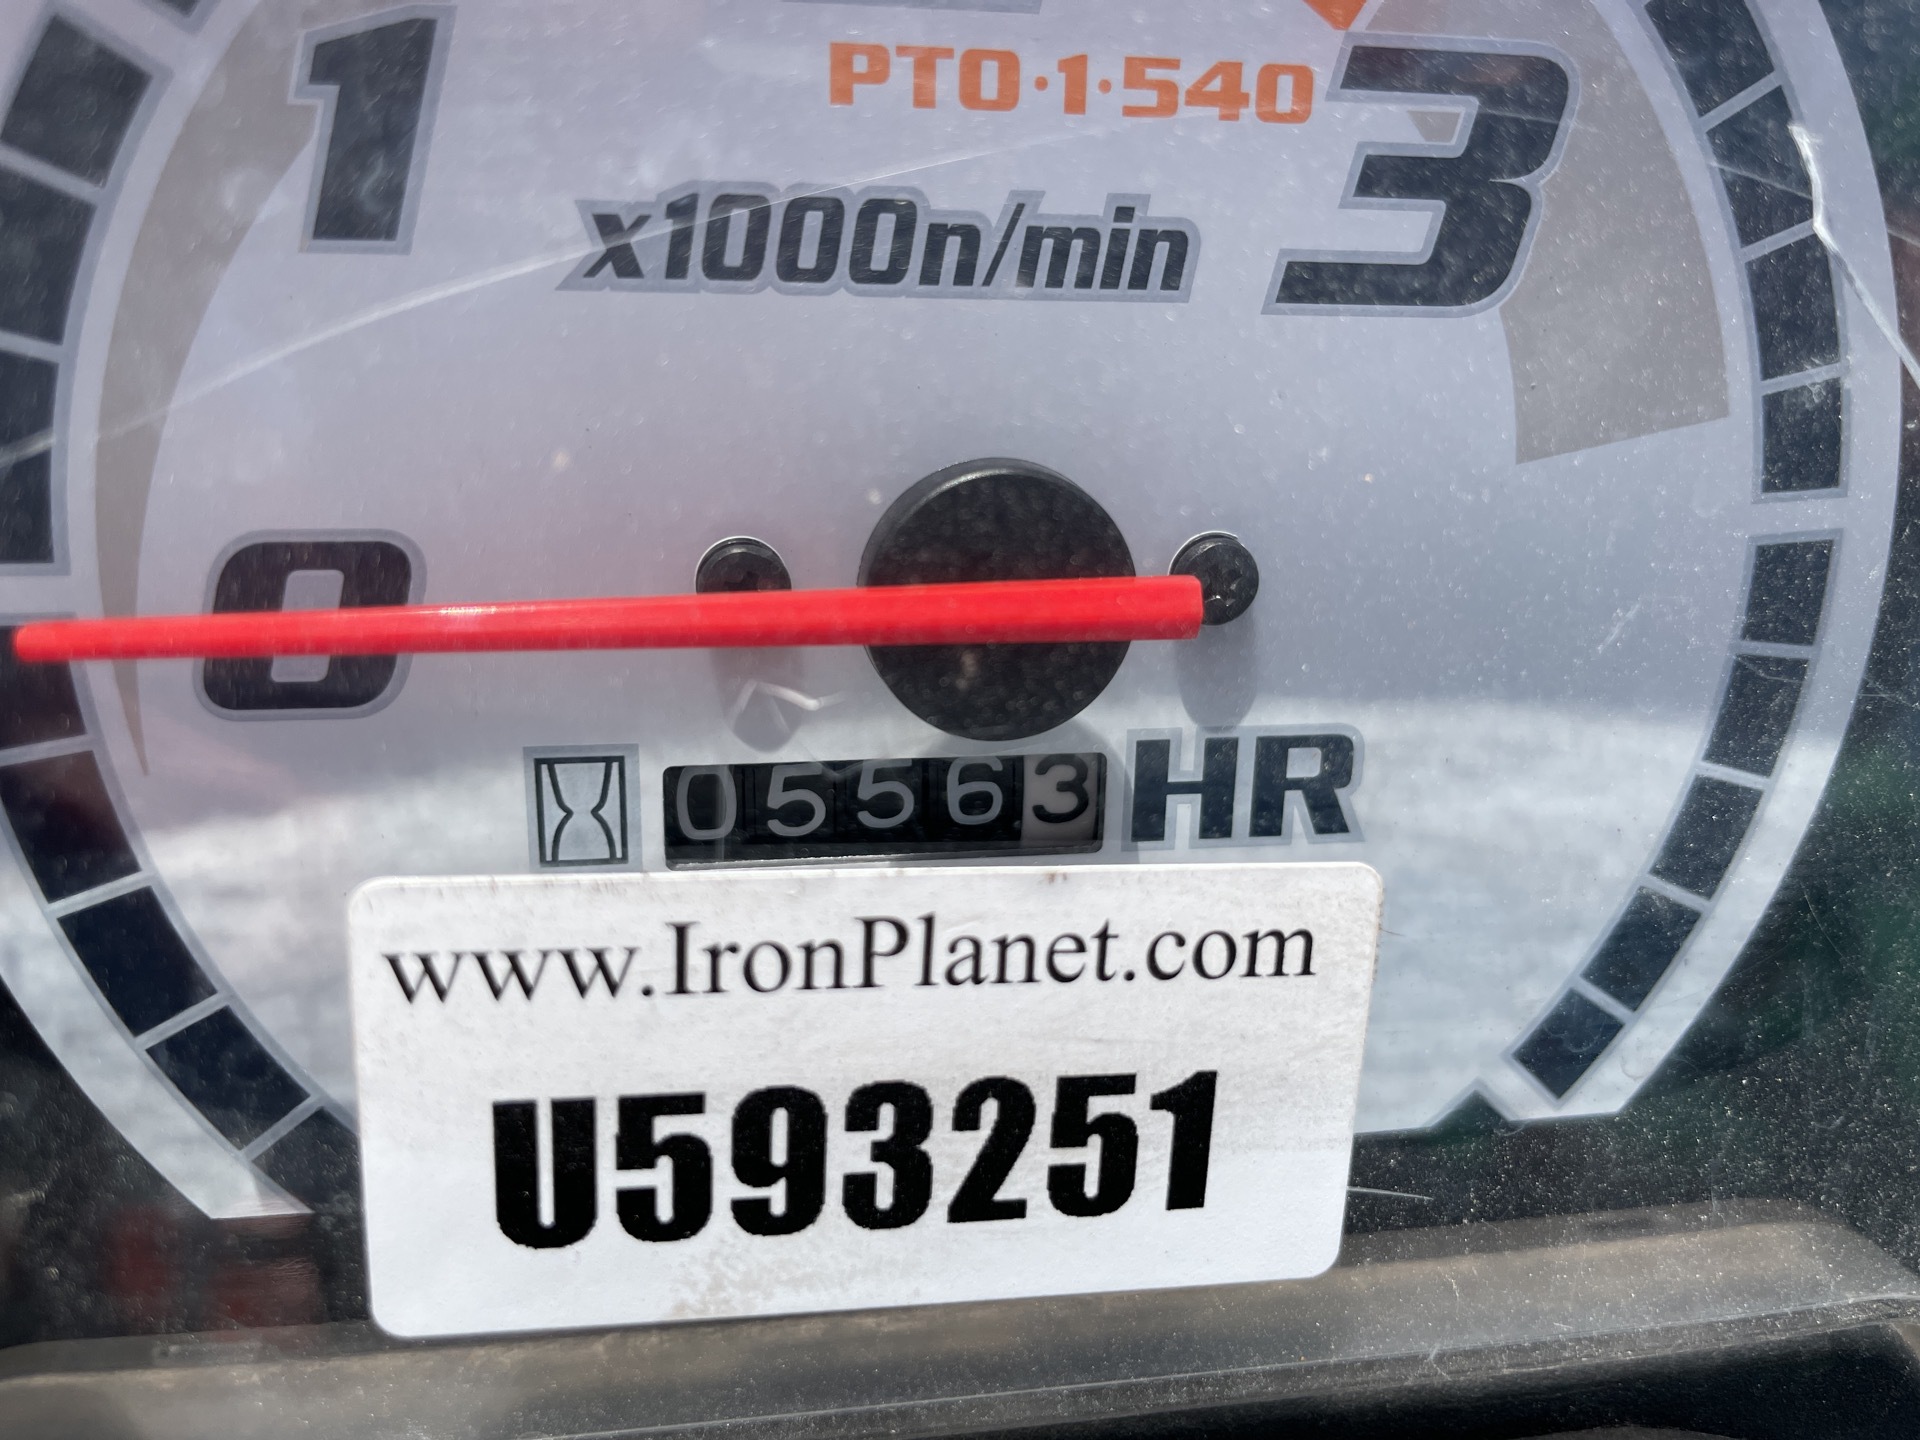 PTO·1·540
1
3
x1000n/min
0
05563 HR
www.IronPlanet.com
U593251